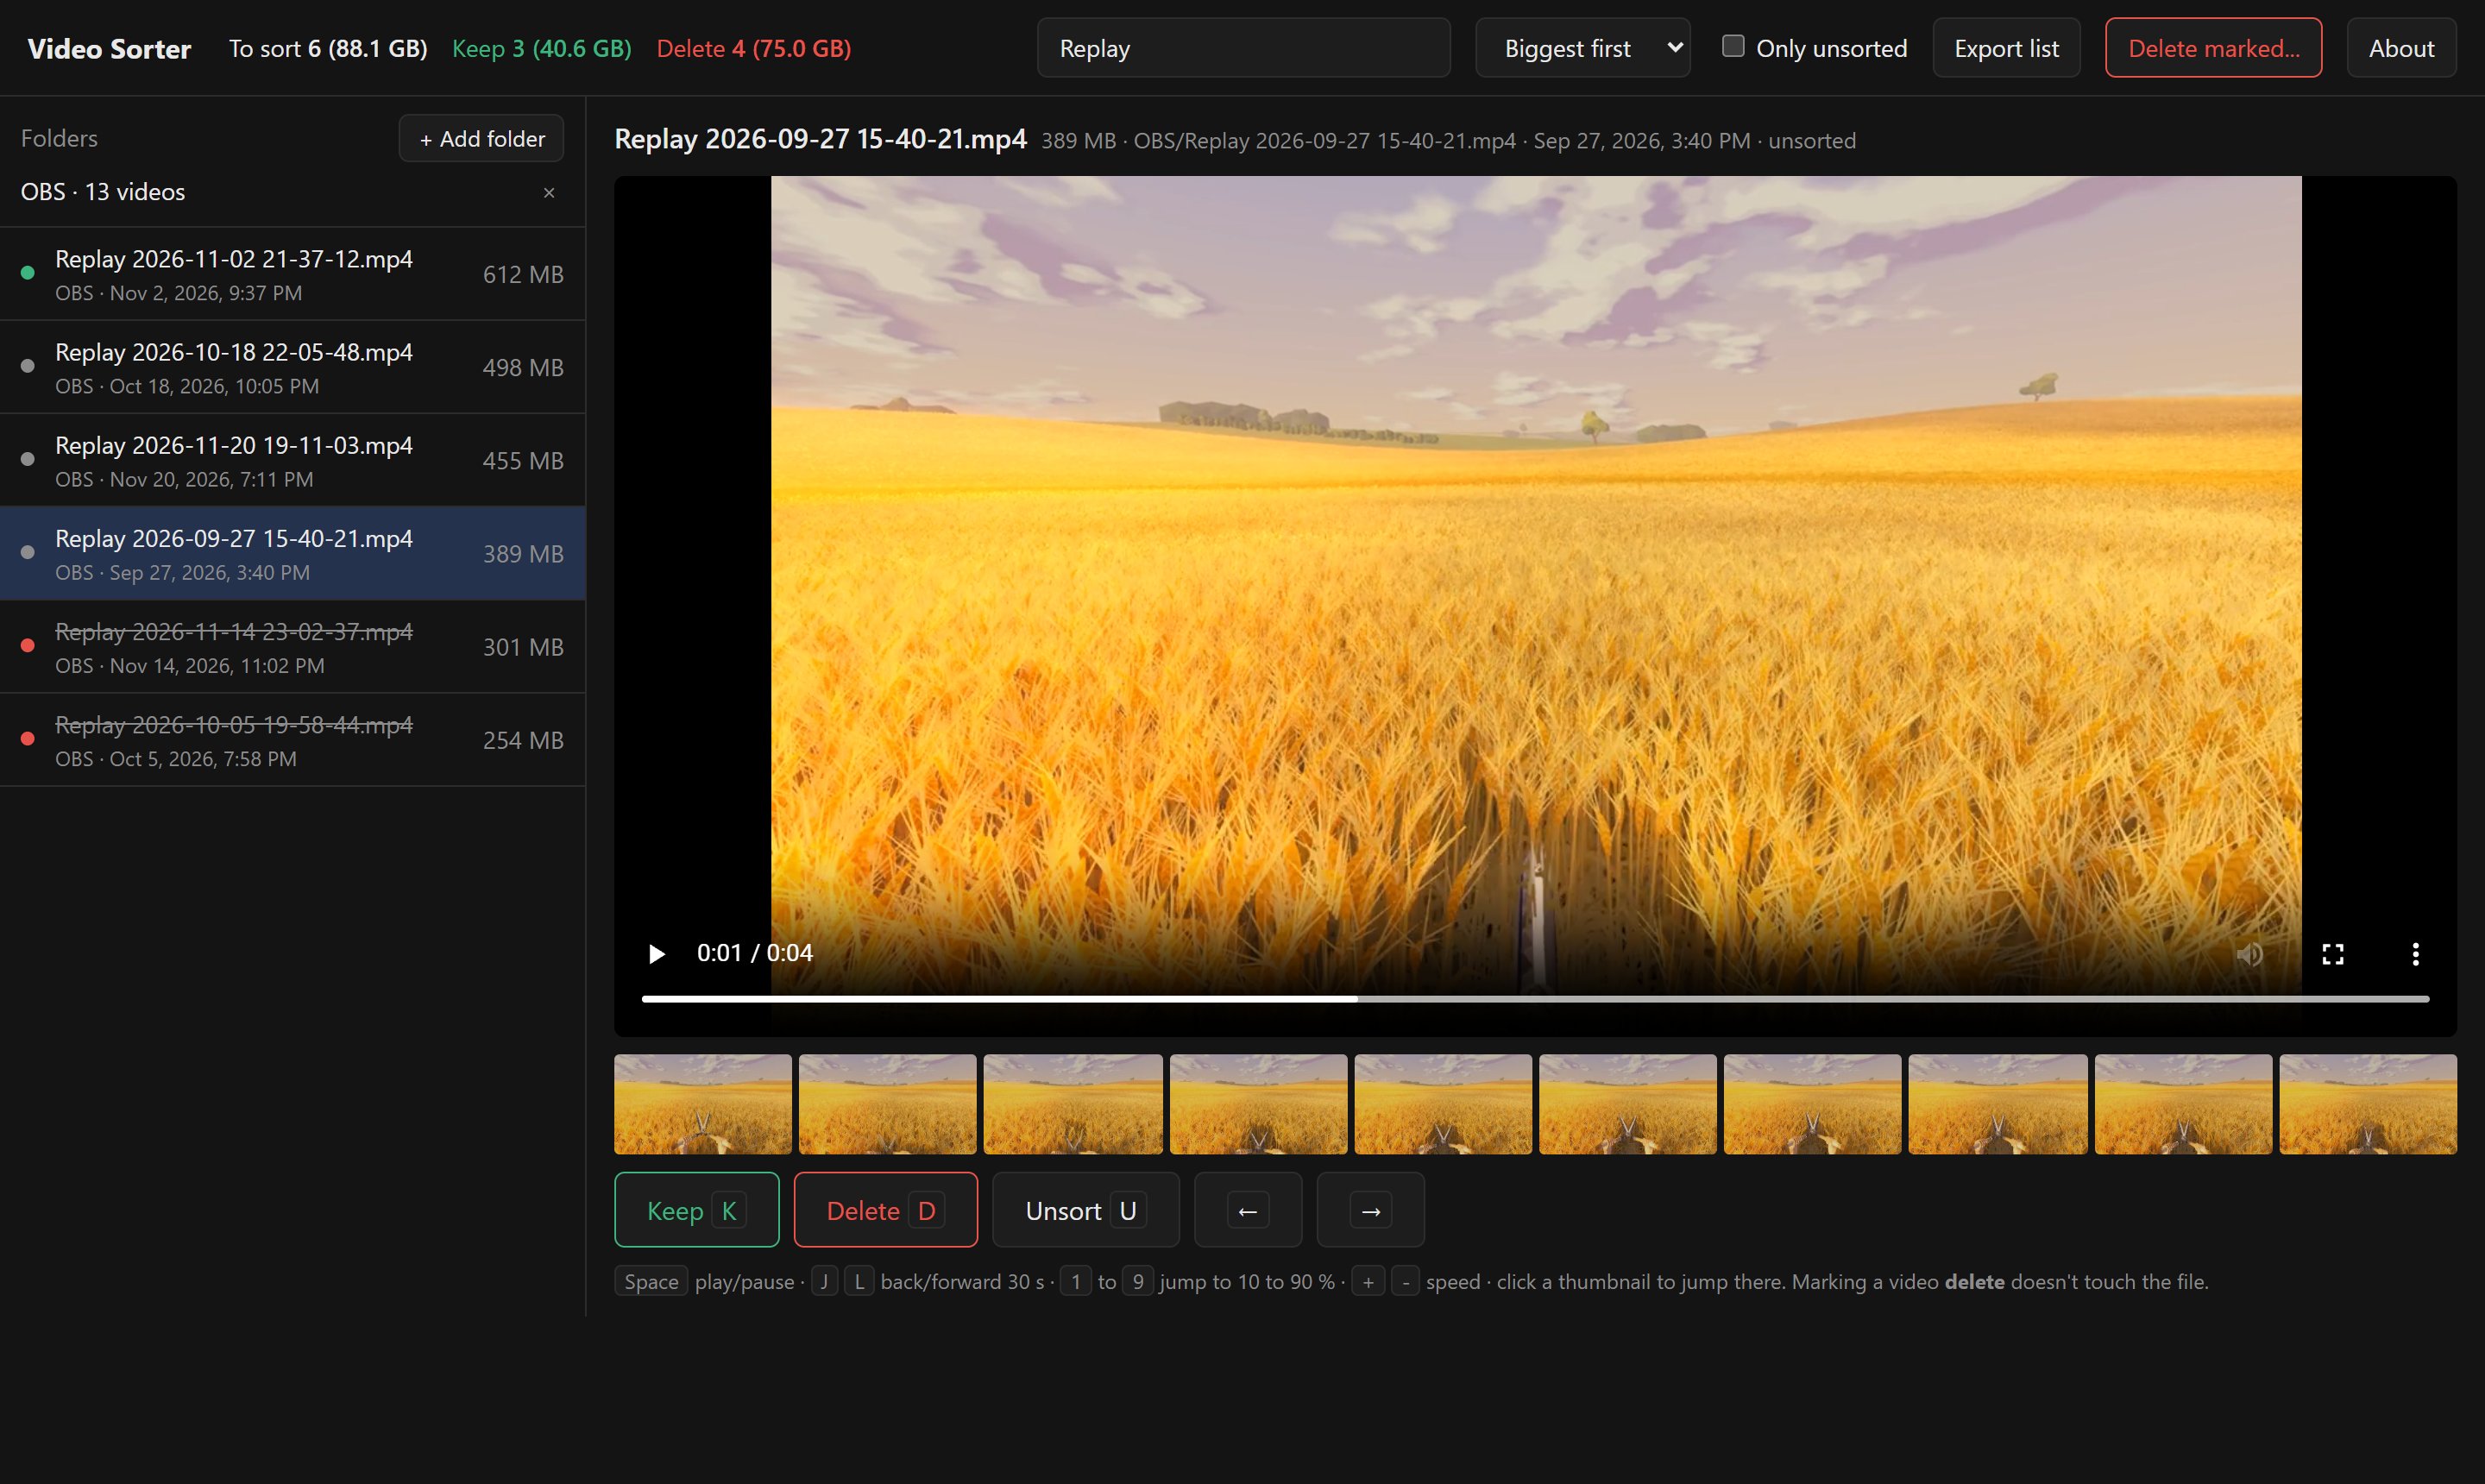 Video Sorter To sort 6 (88.1 GB) Keep 3 (40.6 GB) Delete 4 (75.0 GB) Replay Biggest first Only unsorted Export list Delete marked... About
Folders + Add folder
OBS · 13 videos ×
Replay 2026-11-02 21-37-12.mp4
OBS · Nov 2, 2026, 9:37 PM
612 MB
Replay 2026-10-18 22-05-48.mp4
OBS · Oct 18, 2026, 10:05 PM
498 MB
Replay 2026-11-20 19-11-03.mp4
OBS · Nov 20, 2026, 7:11 PM
455 MB
Replay 2026-09-27 15-40-21.mp4
OBS · Sep 27, 2026, 3:40 PM
389 MB
Replay 2026-11-14 23-02-37.mp4
OBS · Nov 14, 2026, 11:02 PM
301 MB
Replay 2026-10-05 19-58-44.mp4
OBS · Oct 5, 2026, 7:58 PM
254 MB
Replay 2026-09-27 15-40-21.mp4 389 MB · OBS/Replay 2026-09-27 15-40-21.mp4 · Sep 27, 2026, 3:40 PM · unsorted
0:01 / 0:04
Keep K Delete D Unsort U ← →
Space play/pause · J L back/forward 30 s · 1 to 9 jump to 10 to 90 % · + - speed · click a thumbnail to jump there. Marking a video delete doesn't touch the file.